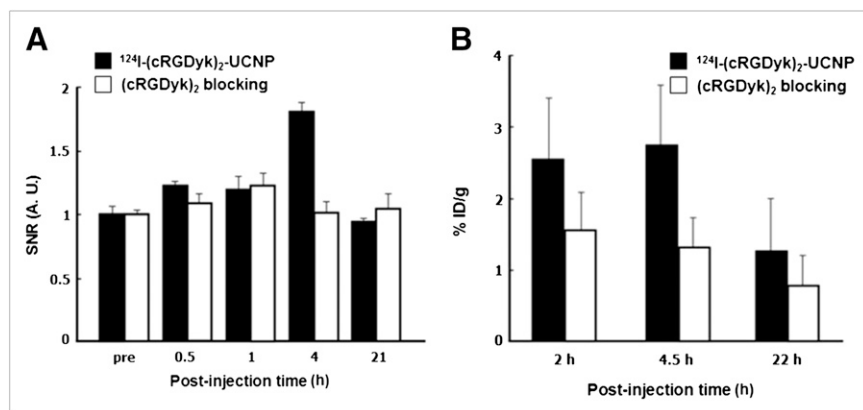 A
¹²⁴I-(cRGDyk)₂-UCNP
(cRGDyk)₂ blocking
2
1.5
1
0.5
0
SNR (A. U.)
pre 0.5 1 4 21
Post-injection time (h)
B
¹²⁴I-(cRGDyk)₂-UCNP
(cRGDyk)₂ blocking
4
3
2
1
0
% ID/g
2 h 4.5 h 22 h
Post-injection time (h)